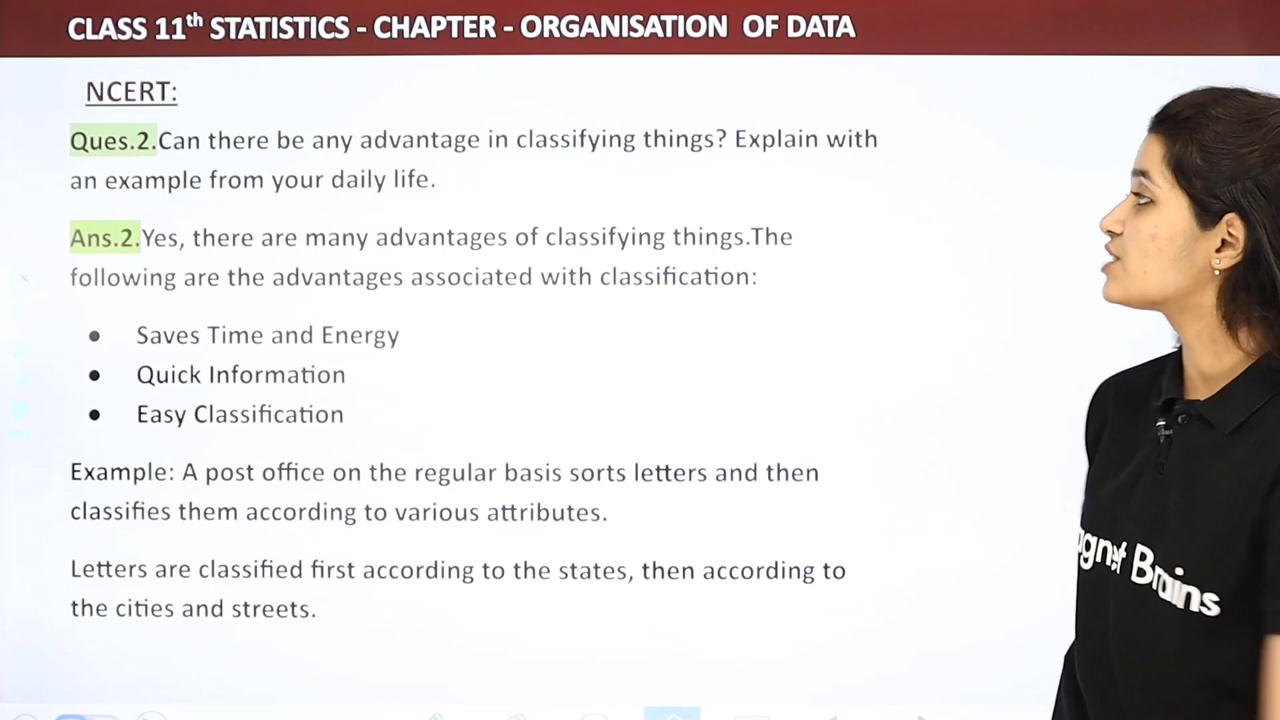 CLASS 11th STATISTICS - CHAPTER - ORGANISATION OF DATA
NCERT:
Ques.2.Can there be any advantage in classifying things? Explain with
an example from your daily life.
Ans.2.Yes, there are many advantages of classifying things.The
following are the advantages associated with classification:
• Saves Time and Energy
• Quick Information
• Easy Classification
Example: A post office on the regular basis sorts letters and then
classifies them according to various attributes.
Letters are classified first according to the states, then according to
the cities and streets.
Brains